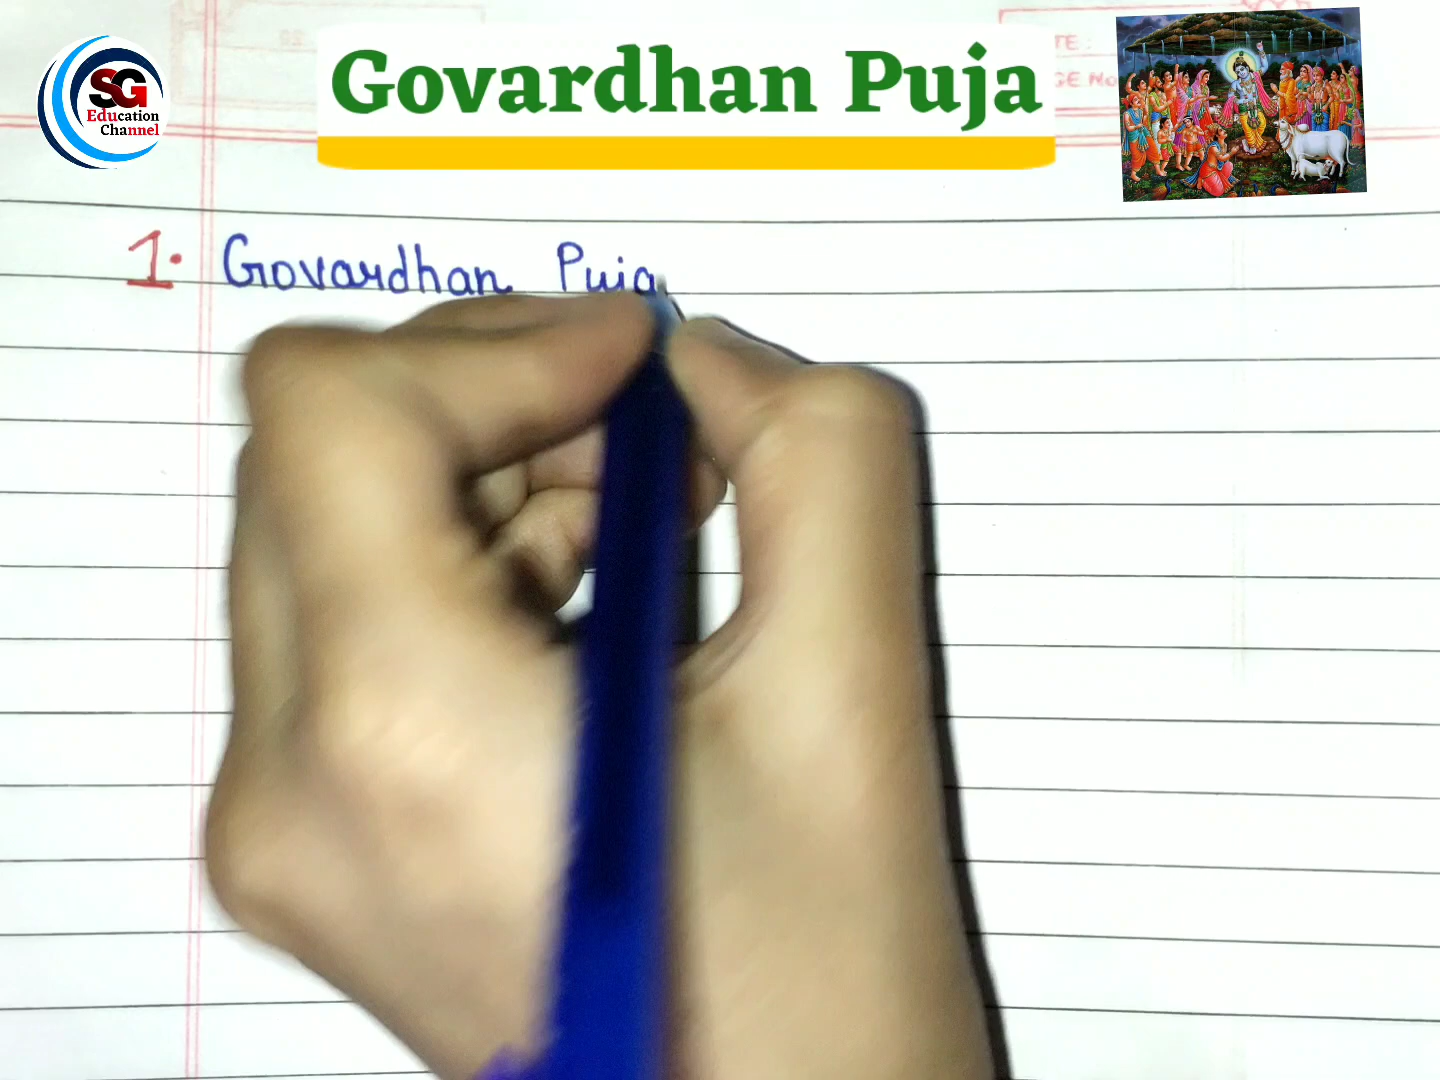 SG
Education
Channel
Govardhan Puja
1. Govardhan Puja